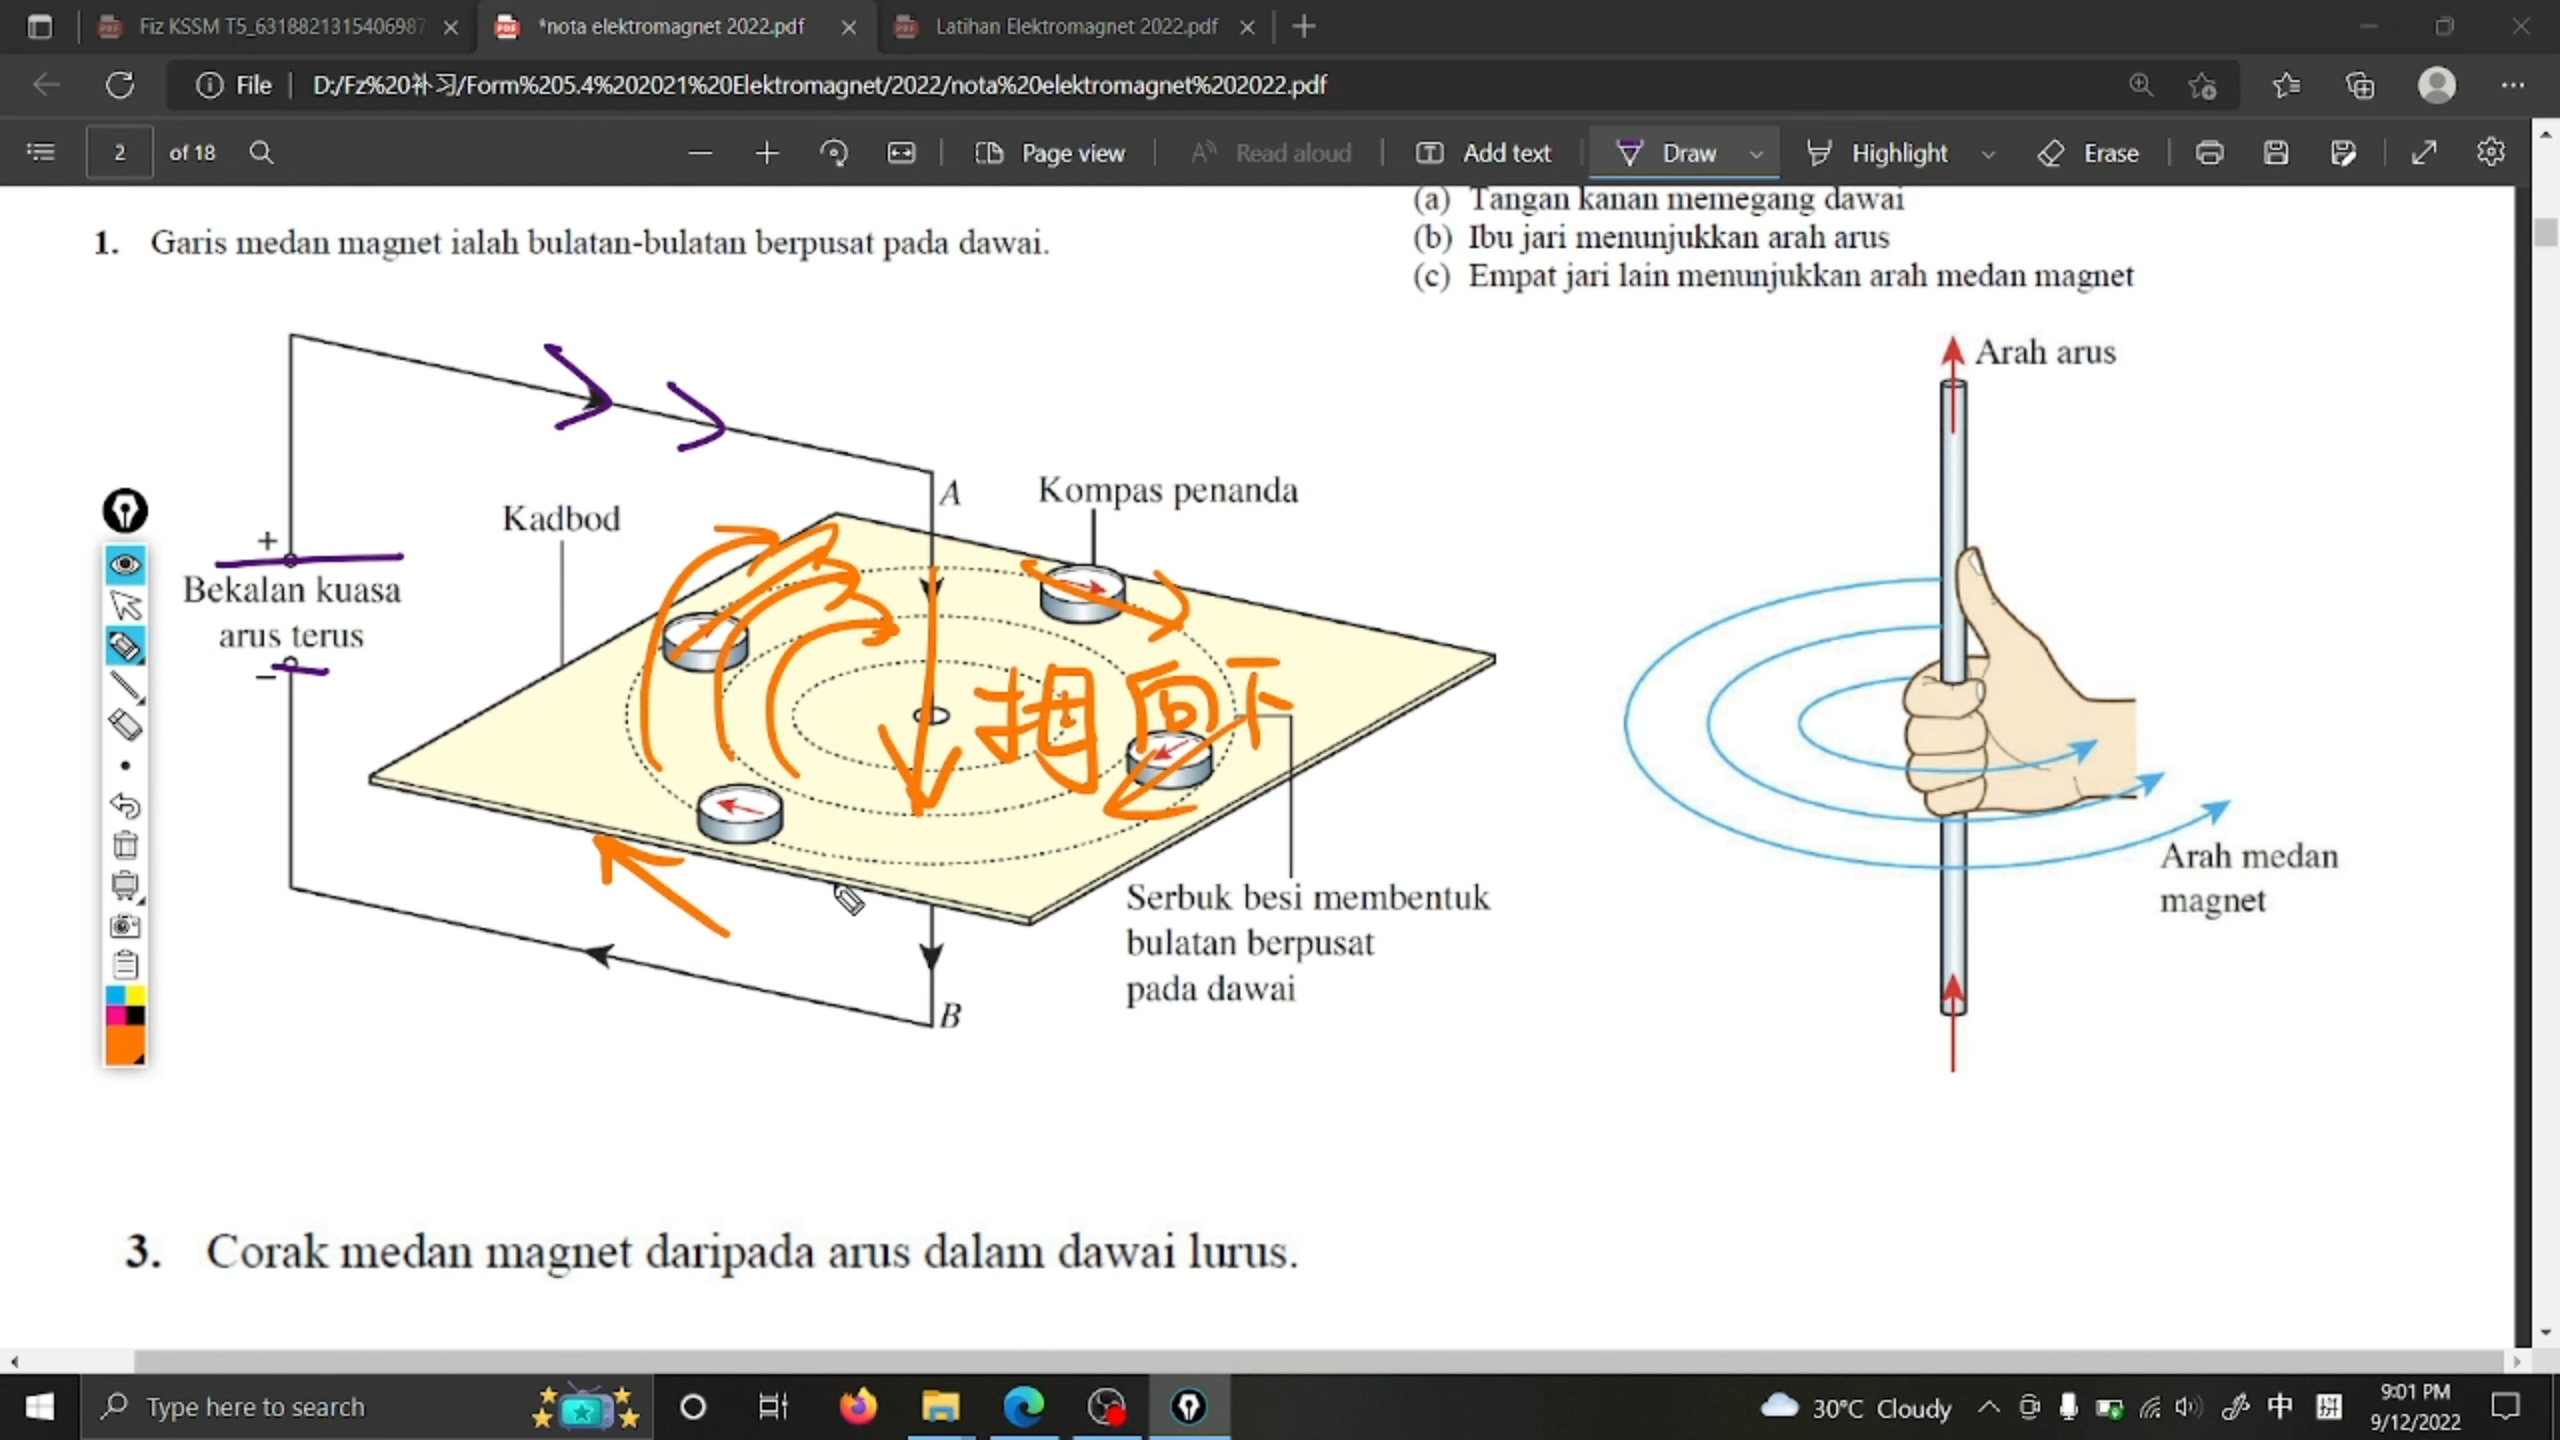 Fiz KSSM T5_6318821315406987
*nota elektromagnet 2022.pdf
Latihan Elektromagnet 2022.pdf
File
D:/Fz%20补习/Form%205.4%202021%20Elektromagnet/2022/nota%20elektromagnet%202022.pdf
2 of 18
Page view
Read aloud
Add text
Draw
Highlight
Erase
1. Garis medan magnet ialah bulatan-bulatan berpusat pada dawai.
(a) Tangan kanan memegang dawai
(b) Ibu jari menunjukkan arah arus
(c) Empat jari lain menunjukkan arah medan magnet
Arah arus
A
Kompas penanda
Kadbod
+
Bekalan kuasa
arus terus
−
拇向下
Arah medan
magnet
Serbuk besi membentuk
bulatan berpusat
pada dawai
B
3. Corak medan magnet daripada arus dalam dawai lurus.
Type here to search
30°C Cloudy
中
拼
9:01 PM
9/12/2022